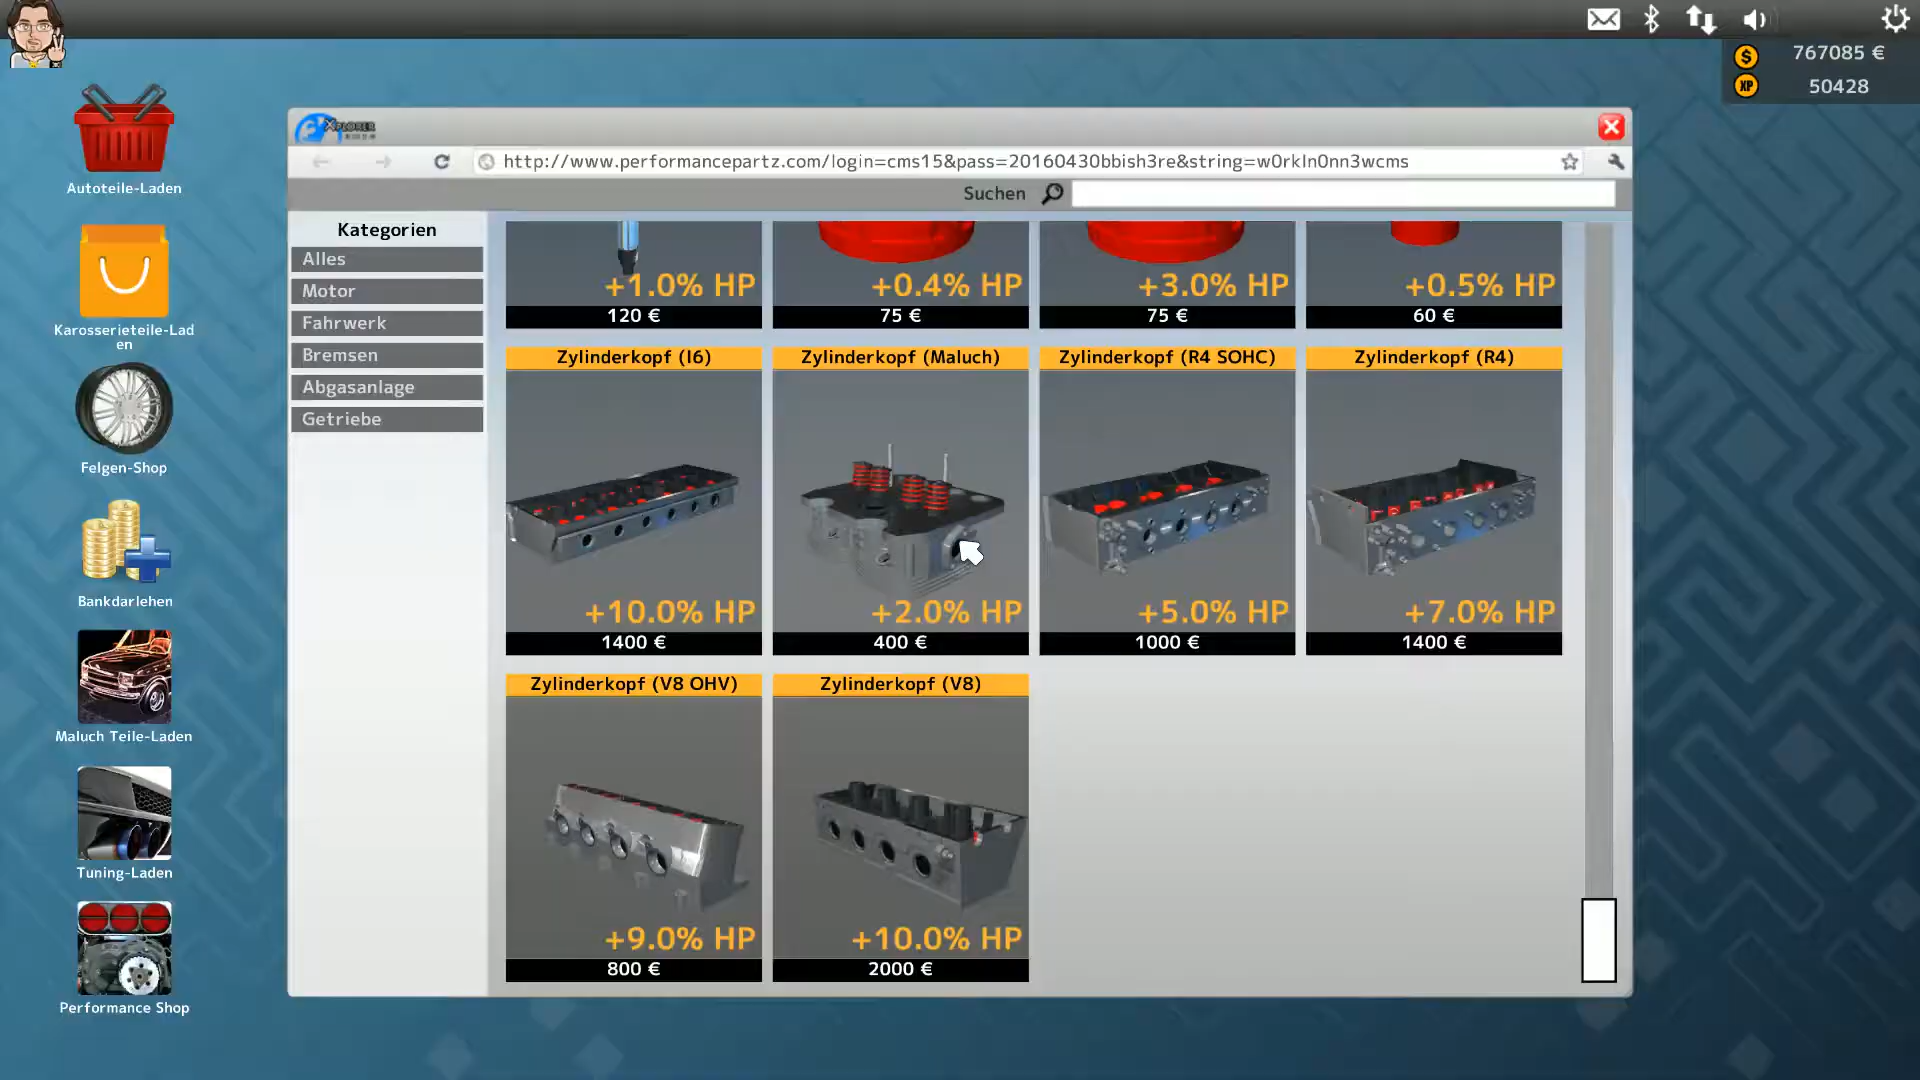 767085 €
XP 50428
XPLORER
http://www.performancepartz.com/login=cms15&pass=20160430bbish3re&string=w0rkIn0nn3wcms
Suchen
Autoteile-Laden
Karosserieteile-Lad
en
Felgen-Shop
Bankdarlehen
Maluch Teile-Laden
Tuning-Laden
Performance Shop
Kategorien
Alles
Motor
Fahrwerk
Bremsen
Abgasanlage
Getriebe
+1.0% HP
120 €
+0.4% HP
75 €
+3.0% HP
75 €
+0.5% HP
60 €
Zylinderkopf (I6)
+10.0% HP
1400 €
Zylinderkopf (Maluch)
+2.0% HP
400 €
Zylinderkopf (R4 SOHC)
+5.0% HP
1000 €
Zylinderkopf (R4)
+7.0% HP
1400 €
Zylinderkopf (V8 OHV)
+9.0% HP
800 €
Zylinderkopf (V8)
+10.0% HP
2000 €